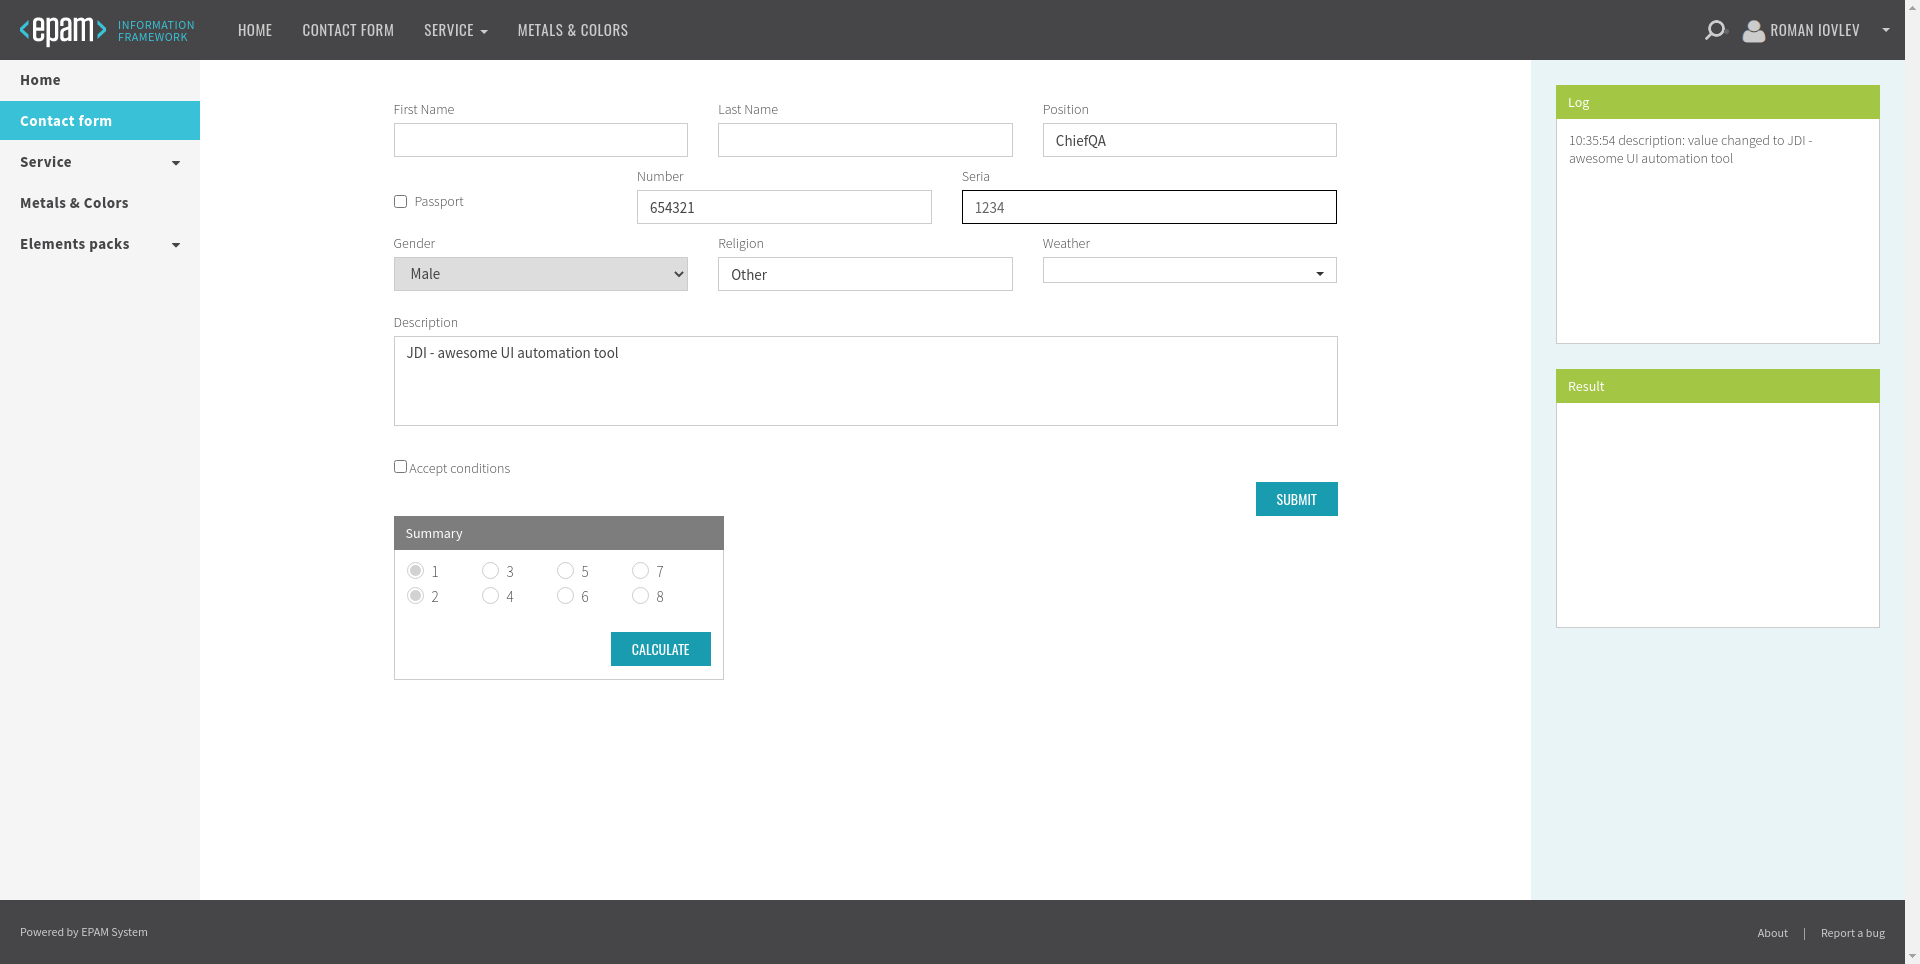 <epam> INFORMATION
FRAMEWORK
HOME CONTACT FORM SERVICE METALS & COLORS ROMAN IOVLEV
Home
Contact form
Service
Metals & Colors
Elements packs
First Name Last Name Position
ChiefQA
Passport Number Seria
654321 1234
Gender Religion Weather
Male Other
Description
JDI - awesome UI automation tool
Accept conditions
SUBMIT
Summary
1 3 5 7
2 4 6 8
CALCULATE
Log
10:35:54 description: value changed to JDI -
awesome UI automation tool
Result
Powered by EPAM System
About | Report a bug